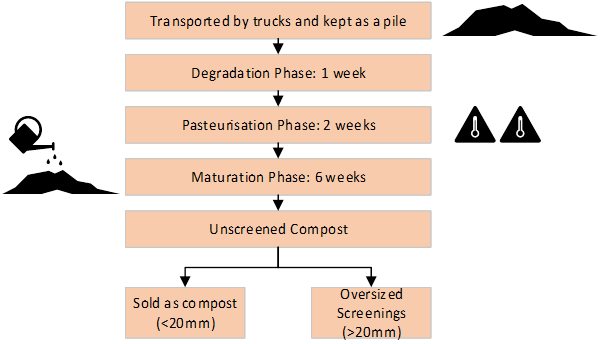 Transported by trucks and kept as a pile
Degradation Phase: 1 week
Pasteurisation Phase: 2 weeks
Maturation Phase: 6 weeks
Unscreened Compost
Sold as compost
(<20mm)
Oversized
Screenings
(>20mm)